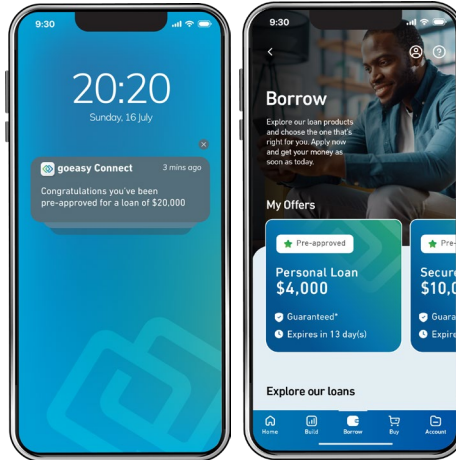 9:30
20:20
Sunday, 16 July
goeasy Connect
3 mins ago
Congratulations you've been
pre-approved for a loan of $20,000
9:30
Borrow
Explore our loan products
and choose the one that's
right for you. Apply now
and get your money as
soon as today.
My Offers
Pre-approved
Personal Loan
$4,000
Guaranteed*
Expires in 13 day(s)
Pre-
Secure
$10,0
Guara
Expire
Explore our loans
Home
Build
Borrow
Buy
Account